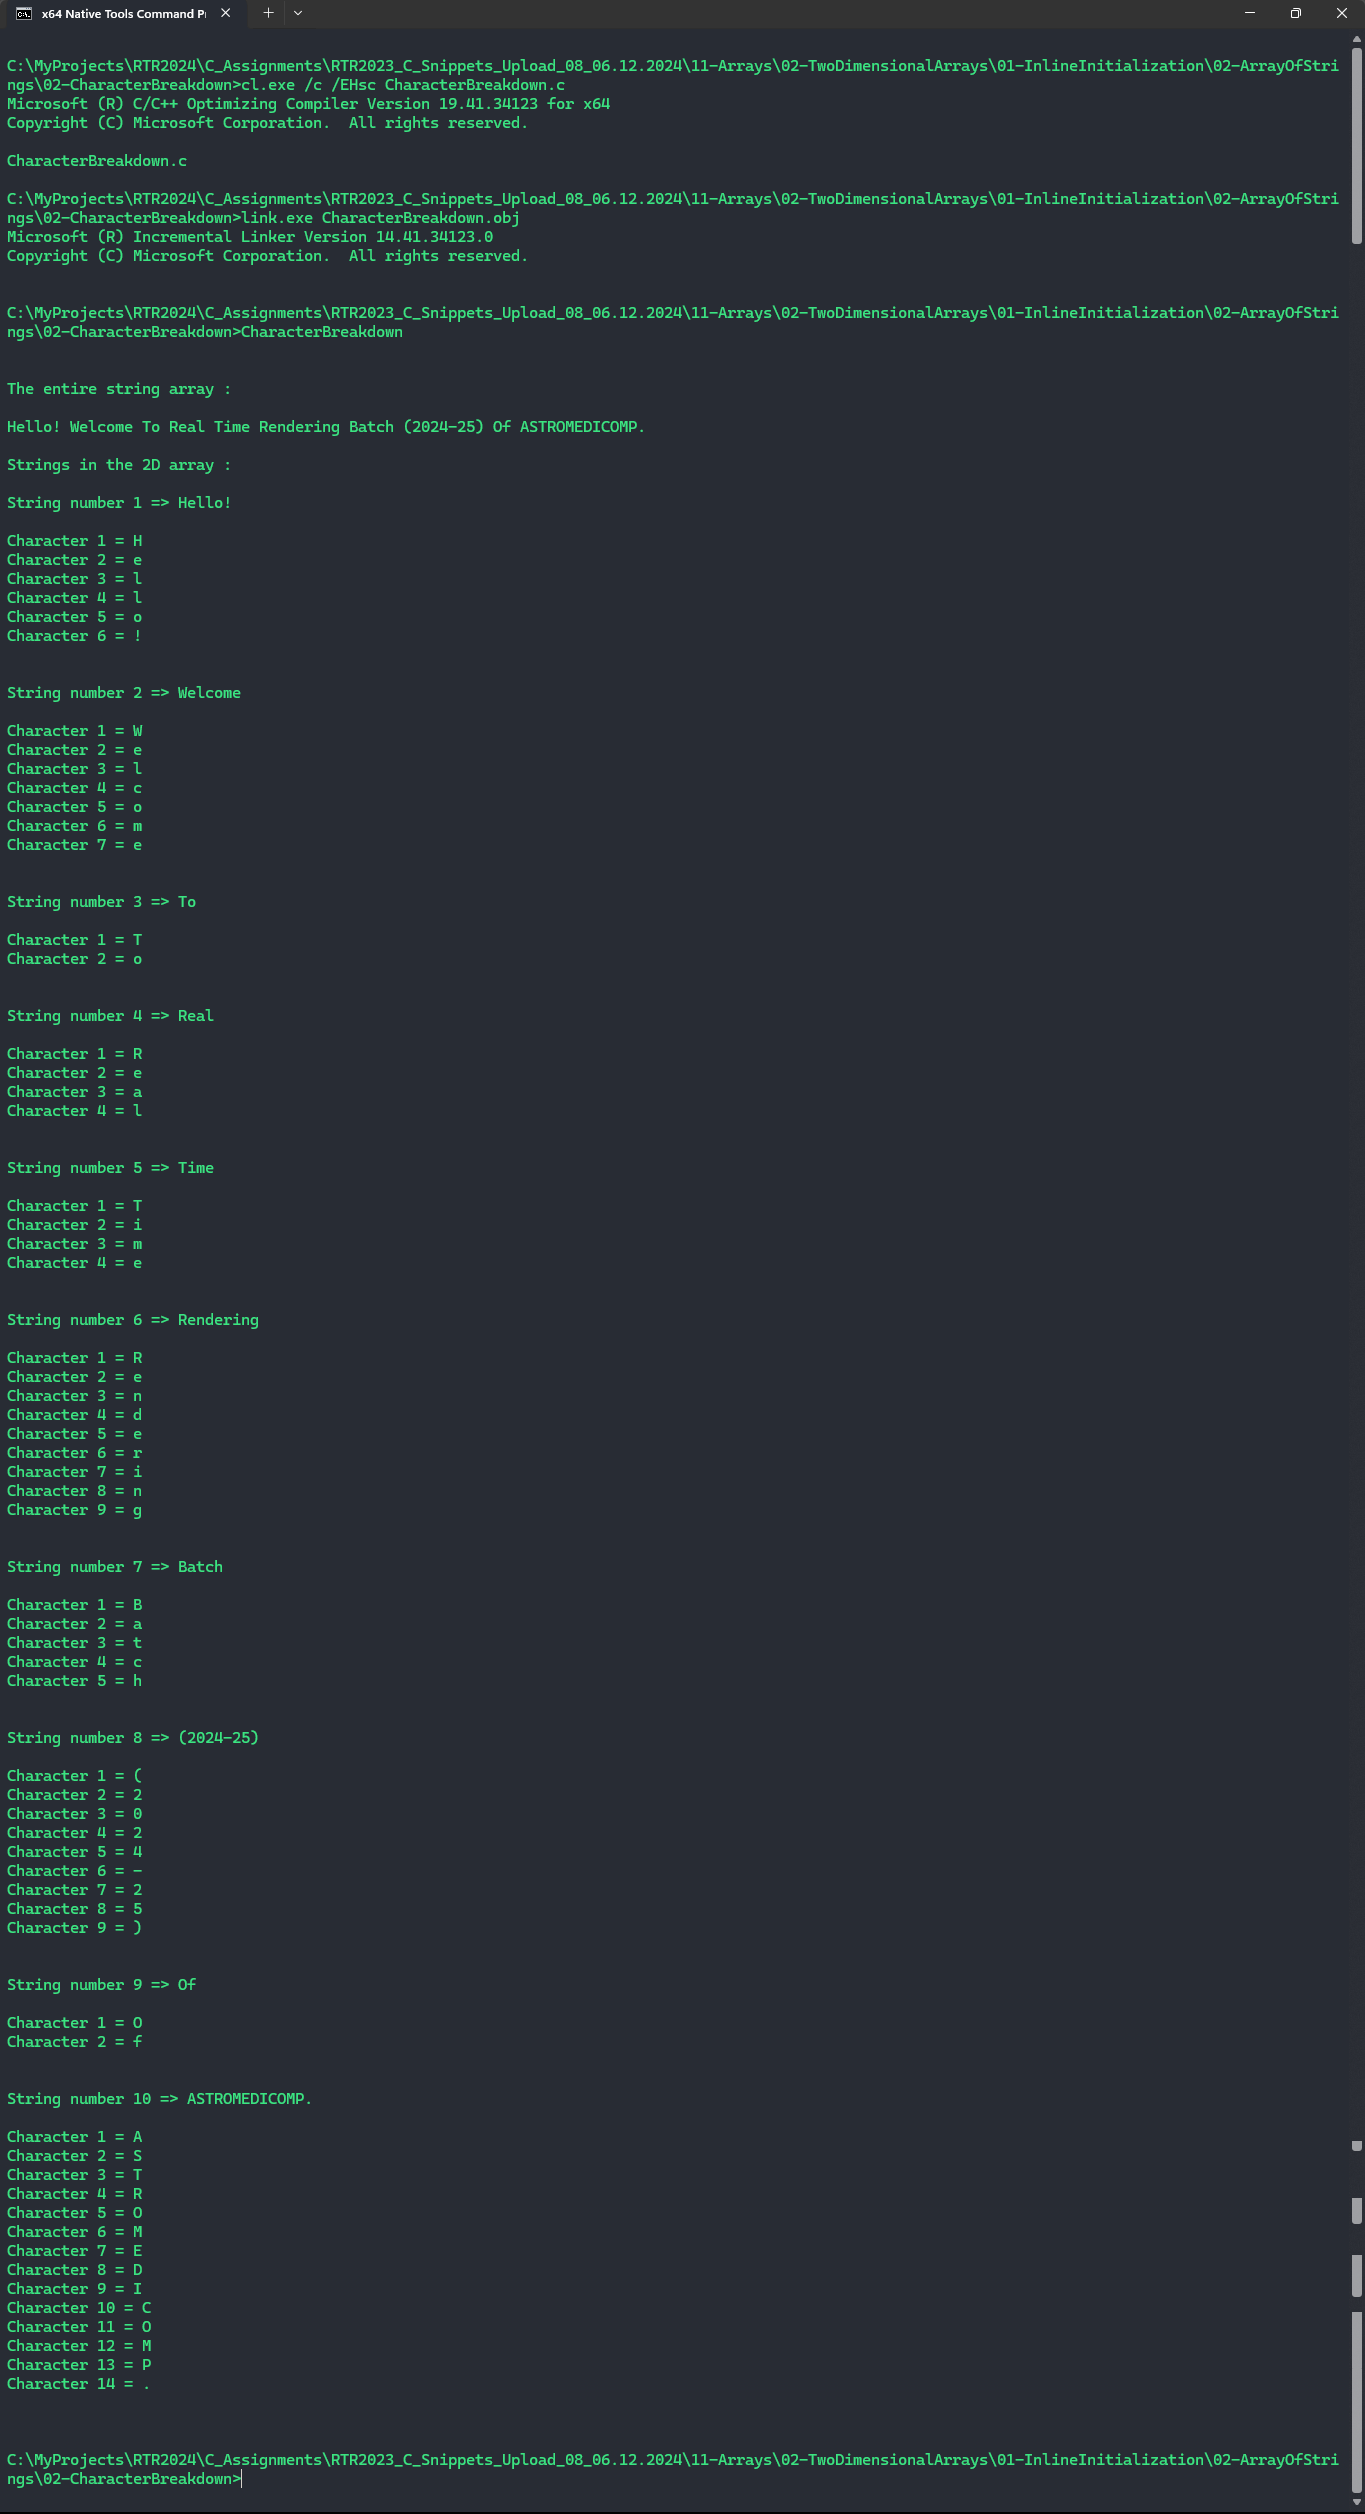 x64 Native Tools Command P
C:\MyProjects\RTR2024\C_Assignments\RTR2023_C_Snippets_Upload_08_06.12.2024\11-Arrays\02-TwoDimensionalArrays\01-InlineInitialization\02-ArrayOfStri
ngs\02-CharacterBreakdown>cl.exe /c /EHsc CharacterBreakdown.c
Microsoft (R) C/C++ Optimizing Compiler Version 19.41.34123 for x64
Copyright (C) Microsoft Corporation.  All rights reserved.
CharacterBreakdown.c
C:\MyProjects\RTR2024\C_Assignments\RTR2023_C_Snippets_Upload_08_06.12.2024\11-Arrays\02-TwoDimensionalArrays\01-InlineInitialization\02-ArrayOfStri
ngs\02-CharacterBreakdown>link.exe CharacterBreakdown.obj
Microsoft (R) Incremental Linker Version 14.41.34123.0
Copyright (C) Microsoft Corporation.  All rights reserved.
C:\MyProjects\RTR2024\C_Assignments\RTR2023_C_Snippets_Upload_08_06.12.2024\11-Arrays\02-TwoDimensionalArrays\01-InlineInitialization\02-ArrayOfStri
ngs\02-CharacterBreakdown>CharacterBreakdown
The entire string array :
Hello! Welcome To Real Time Rendering Batch (2024-25) Of ASTROMEDICOMP.
Strings in the 2D array :
String number 1 => Hello!
Character 1 = H
Character 2 = e
Character 3 = l
Character 4 = l
Character 5 = o
Character 6 = !
String number 2 => Welcome
Character 1 = W
Character 2 = e
Character 3 = l
Character 4 = c
Character 5 = o
Character 6 = m
Character 7 = e
String number 3 => To
Character 1 = T
Character 2 = o
String number 4 => Real
Character 1 = R
Character 2 = e
Character 3 = a
Character 4 = l
String number 5 => Time
Character 1 = T
Character 2 = i
Character 3 = m
Character 4 = e
String number 6 => Rendering
Character 1 = R
Character 2 = e
Character 3 = n
Character 4 = d
Character 5 = e
Character 6 = r
Character 7 = i
Character 8 = n
Character 9 = g
String number 7 => Batch
Character 1 = B
Character 2 = a
Character 3 = t
Character 4 = c
Character 5 = h
String number 8 => (2024-25)
Character 1 = (
Character 2 = 2
Character 3 = 0
Character 4 = 2
Character 5 = 4
Character 6 = -
Character 7 = 2
Character 8 = 5
Character 9 = )
String number 9 => Of
Character 1 = O
Character 2 = f
String number 10 => ASTROMEDICOMP.
Character 1 = A
Character 2 = S
Character 3 = T
Character 4 = R
Character 5 = O
Character 6 = M
Character 7 = E
Character 8 = D
Character 9 = I
Character 10 = C
Character 11 = O
Character 12 = M
Character 13 = P
Character 14 = .
C:\MyProjects\RTR2024\C_Assignments\RTR2023_C_Snippets_Upload_08_06.12.2024\11-Arrays\02-TwoDimensionalArrays\01-InlineInitialization\02-ArrayOfStri
ngs\02-CharacterBreakdown>